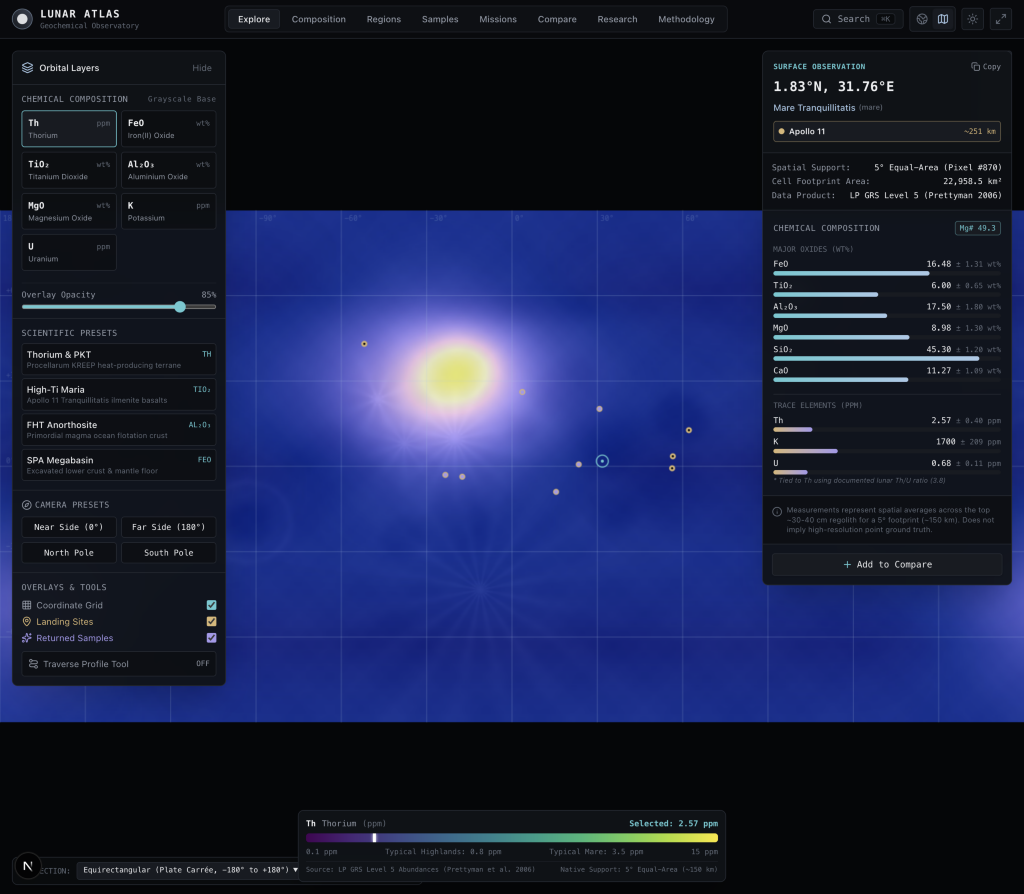 LUNAR ATLAS
Geochemical Observatory
Explore Composition Regions Samples Missions Compare Research Methodology
Search ⌘K
Orbital Layers Hide
CHEMICAL COMPOSITION Grayscale Base
Th ppm
Thorium
FeO wt%
Iron(II) Oxide
TiO₂ wt%
Titanium Dioxide
Al₂O₃ wt%
Aluminium Oxide
MgO wt%
Magnesium Oxide
K ppm
Potassium
U ppm
Uranium
Overlay Opacity 85%
SCIENTIFIC PRESETS
Thorium & PKT TH
Procellarum KREEP heat-producing terrane
High-Ti Maria TIO₂
Apollo 11 Tranquillitatis ilmenite basalts
FHT Anorthosite AL₂O₃
Primordial magma ocean flotation crust
SPA Megabasin FEO
Excavated lower crust & mantle floor
CAMERA PRESETS
Near Side (0°) Far Side (180°)
North Pole South Pole
OVERLAYS & TOOLS
Coordinate Grid
Landing Sites
Returned Samples
Traverse Profile Tool OFF
-90° -30° 0° 30° 60°
SURFACE OBSERVATION Copy
1.83°N, 31.76°E
Mare Tranquillitatis (mare)
Apollo 11 ~251 km
Spatial Support: 5° Equal-Area (Pixel #870)
Cell Footprint Area: 22,958.5 km²
Data Product: LP GRS Level 5 (Prettyman 2006)
CHEMICAL COMPOSITION Mg# 49.3
MAJOR OXIDES (WT%)
FeO 16.48 ± 1.31 wt%
TiO₂ 6.00 ± 0.65 wt%
Al₂O₃ 17.50 ± 1.80 wt%
MgO 8.98 ± 1.30 wt%
SiO₂ 45.30 ± 1.20 wt%
CaO 11.27 ± 1.09 wt%
TRACE ELEMENTS (PPM)
Th 2.57 ± 0.40 ppm
K 1700 ± 209 ppm
U 0.68 ± 0.11 ppm
* Tied to Th using documented lunar Th/U ratio (3.8)
Measurements represent spatial averages across the top
~30-40 cm regolith for a 5° footprint (~150 km). Does not
imply high-resolution point ground truth.
+ Add to Compare
Th Thorium (ppm) Selected: 2.57 ppm
0.1 ppm Typical Highlands: 0.8 ppm Typical Mare: 3.5 ppm 15 ppm
Source: LP GRS Level 5 Abundances (Prettyman et al. 2006) Native Support: 5° Equal-Area (~150 km)
N
ECTION: Equirectangular (Plate Carrée, -180° to +180°) ▼